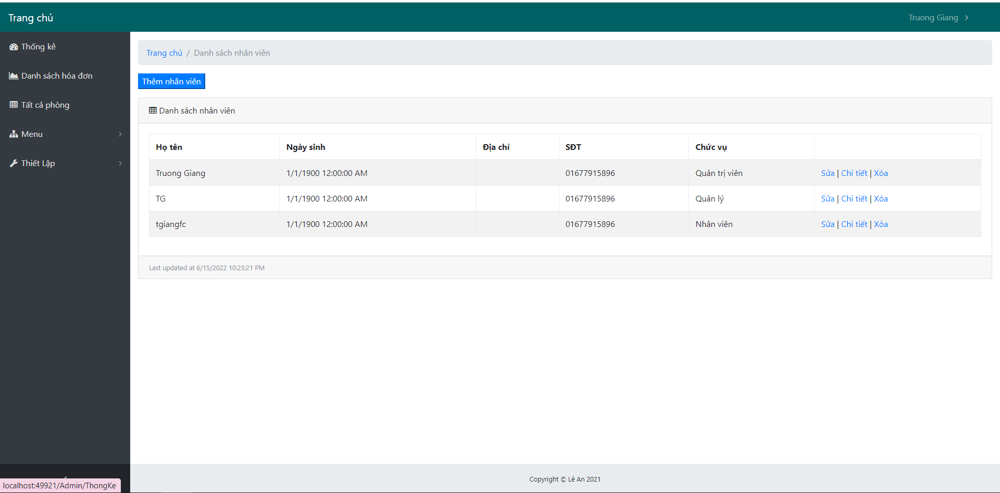 Trang chủ
Truong Giang
Thống kê
Danh sách hóa đơn
Tất cả phòng
Menu
Thiết Lập
Trang chủ / Danh sách nhân viên
Thêm nhân viên
Danh sách nhân viên
Họ tên Ngày sinh Địa chỉ SĐT Chức vụ
Truong Giang 1/1/1900 12:00:00 AM 01677915896 Quản trị viên Sửa | Chi tiết | Xóa
TG 1/1/1900 12:00:00 AM 01677915896 Quản lý Sửa | Chi tiết | Xóa
tgiangfc 1/1/1900 12:00:00 AM 01677915896 Nhân viên Sửa | Chi tiết | Xóa
Last updated at 6/15/2022 10:23:21 PM
Copyright © Lê An 2021
localhost:49921/Admin/ThongKe